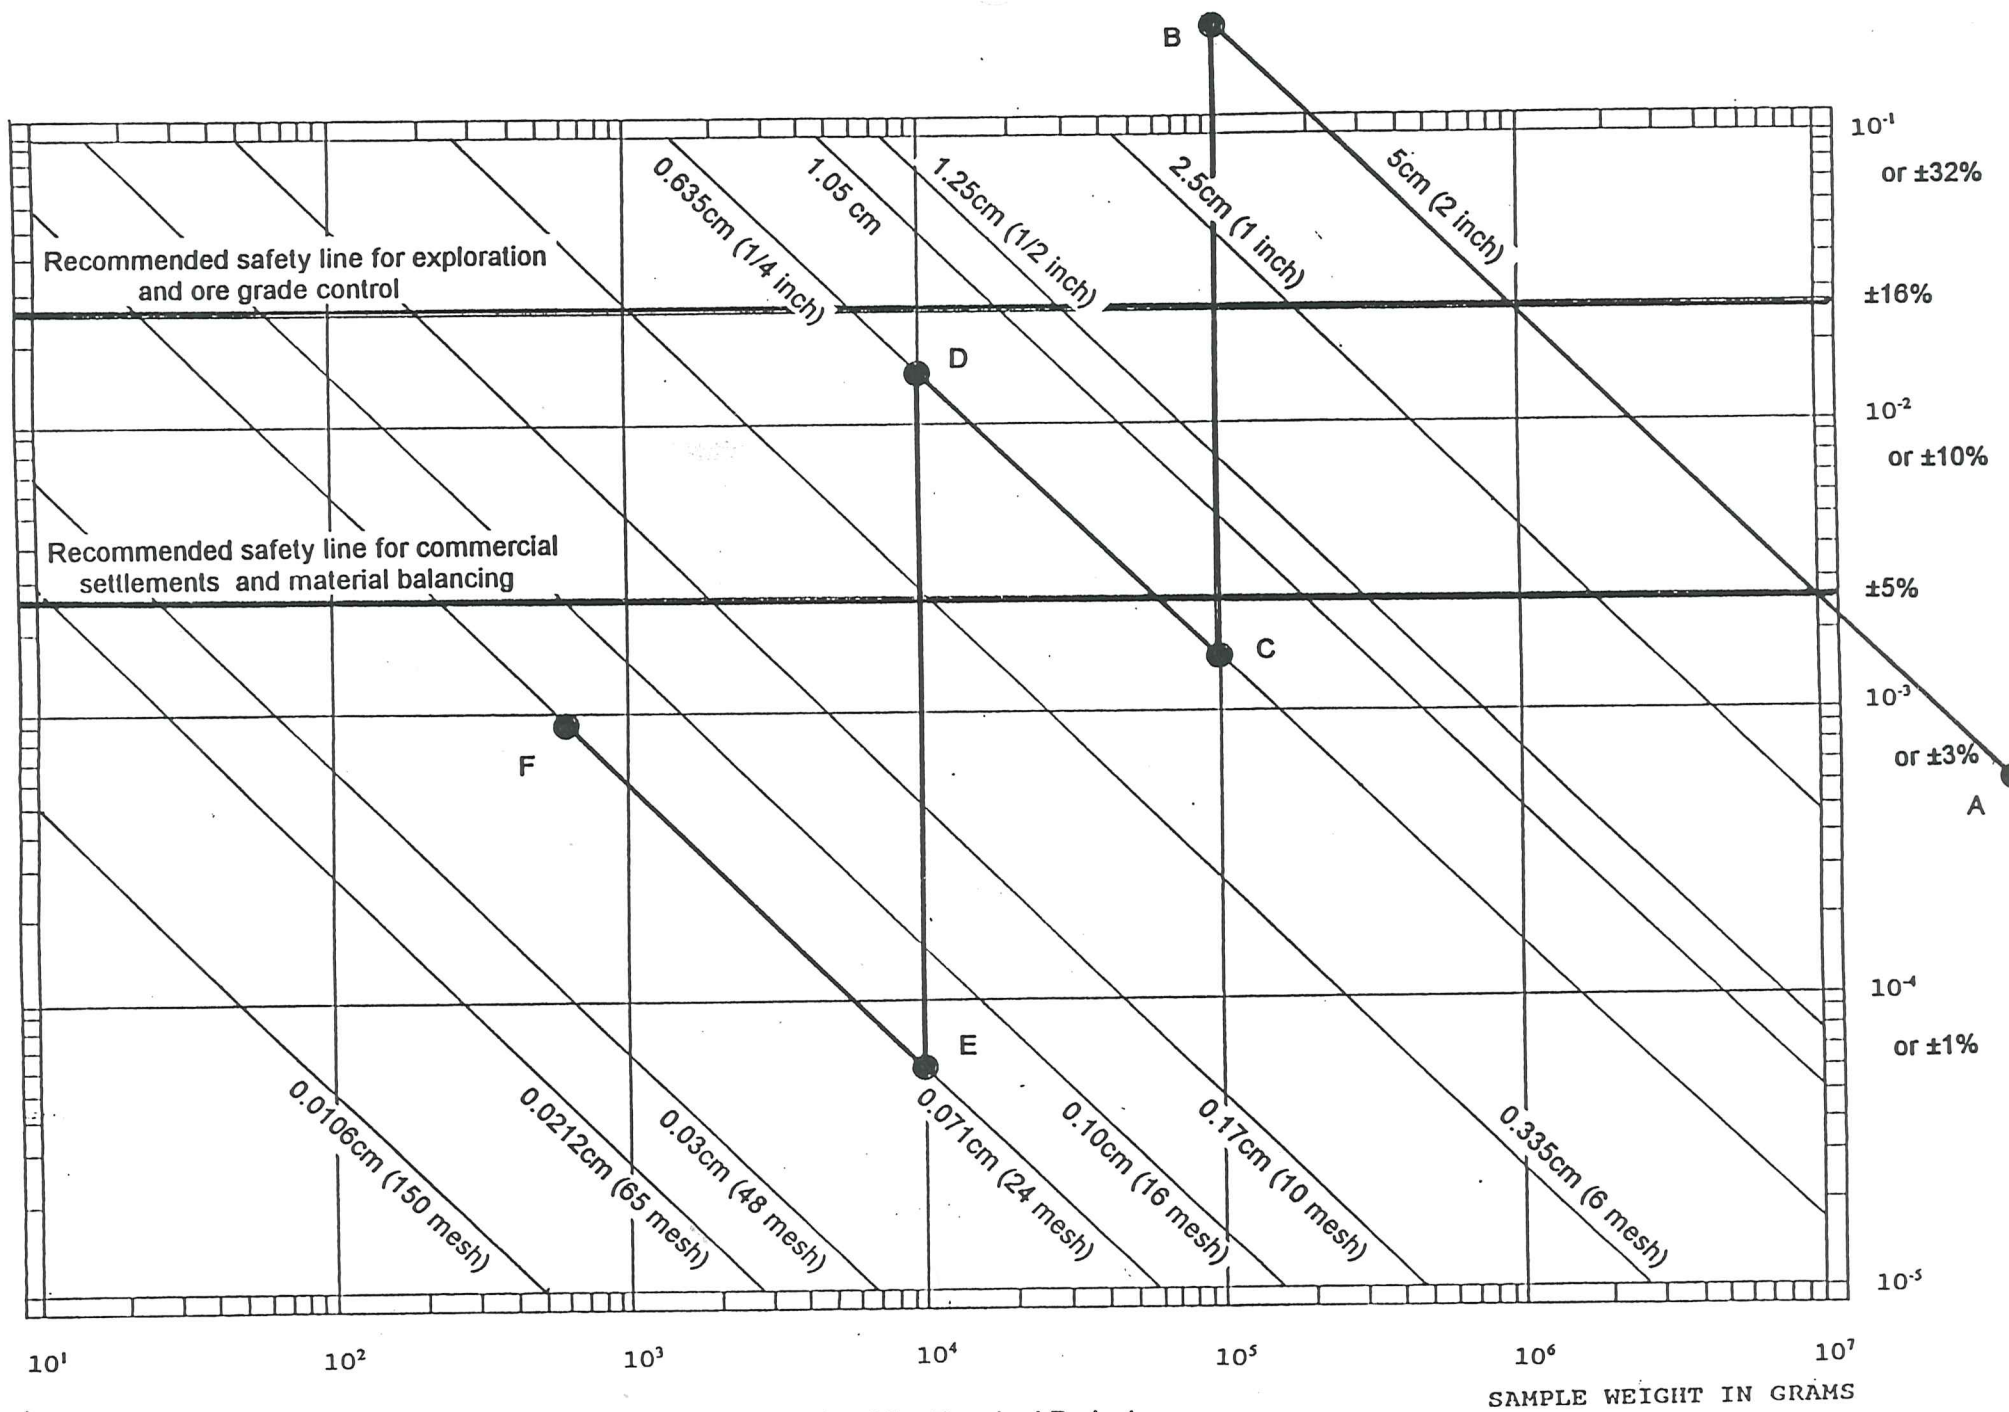 B
10⁻¹
or ±32%
0.635cm (1/4 inch)
1.05 cm
1.25cm (1/2 inch)
2.5cm (1 inch)
5cm (2 inch)
Recommended safety line for exploration
and ore grade control
±16%
D
10⁻²
or ±10%
Recommended safety line for commercial
settlements and material balancing
±5%
C
10⁻³
or ±3%
F
A
10⁻⁴
E
or ±1%
0.0106cm (150 mesh)
0.0212cm (65 mesh)
0.03cm (48 mesh)
0.071cm (24 mesh)
0.10cm (16 mesh)
0.17cm (10 mesh)
0.335cm (6 mesh)
10⁻⁵
10¹
10²
10³
10⁴
10⁵
10⁶
10⁷
SAMPLE WEIGHT IN GRAMS